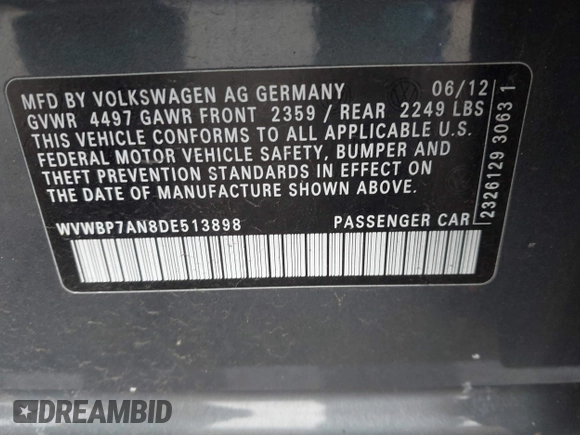 MFD BY VOLKSWAGEN AG GERMANY 06/12
GVWR 4497 GAWR FRONT 2359 / REAR 2249 LBS
THIS VEHICLE CONFORMS TO ALL APPLICABLE U.S.
FEDERAL MOTOR VEHICLE SAFETY, BUMPER AND
THEFT PREVENTION STANDARDS IN EFFECT ON
THE DATE OF MANUFACTURE SHOWN ABOVE.
WVWBP7AN8DE513898 PASSENGER CAR
2926129 3063 1
DREAMBID